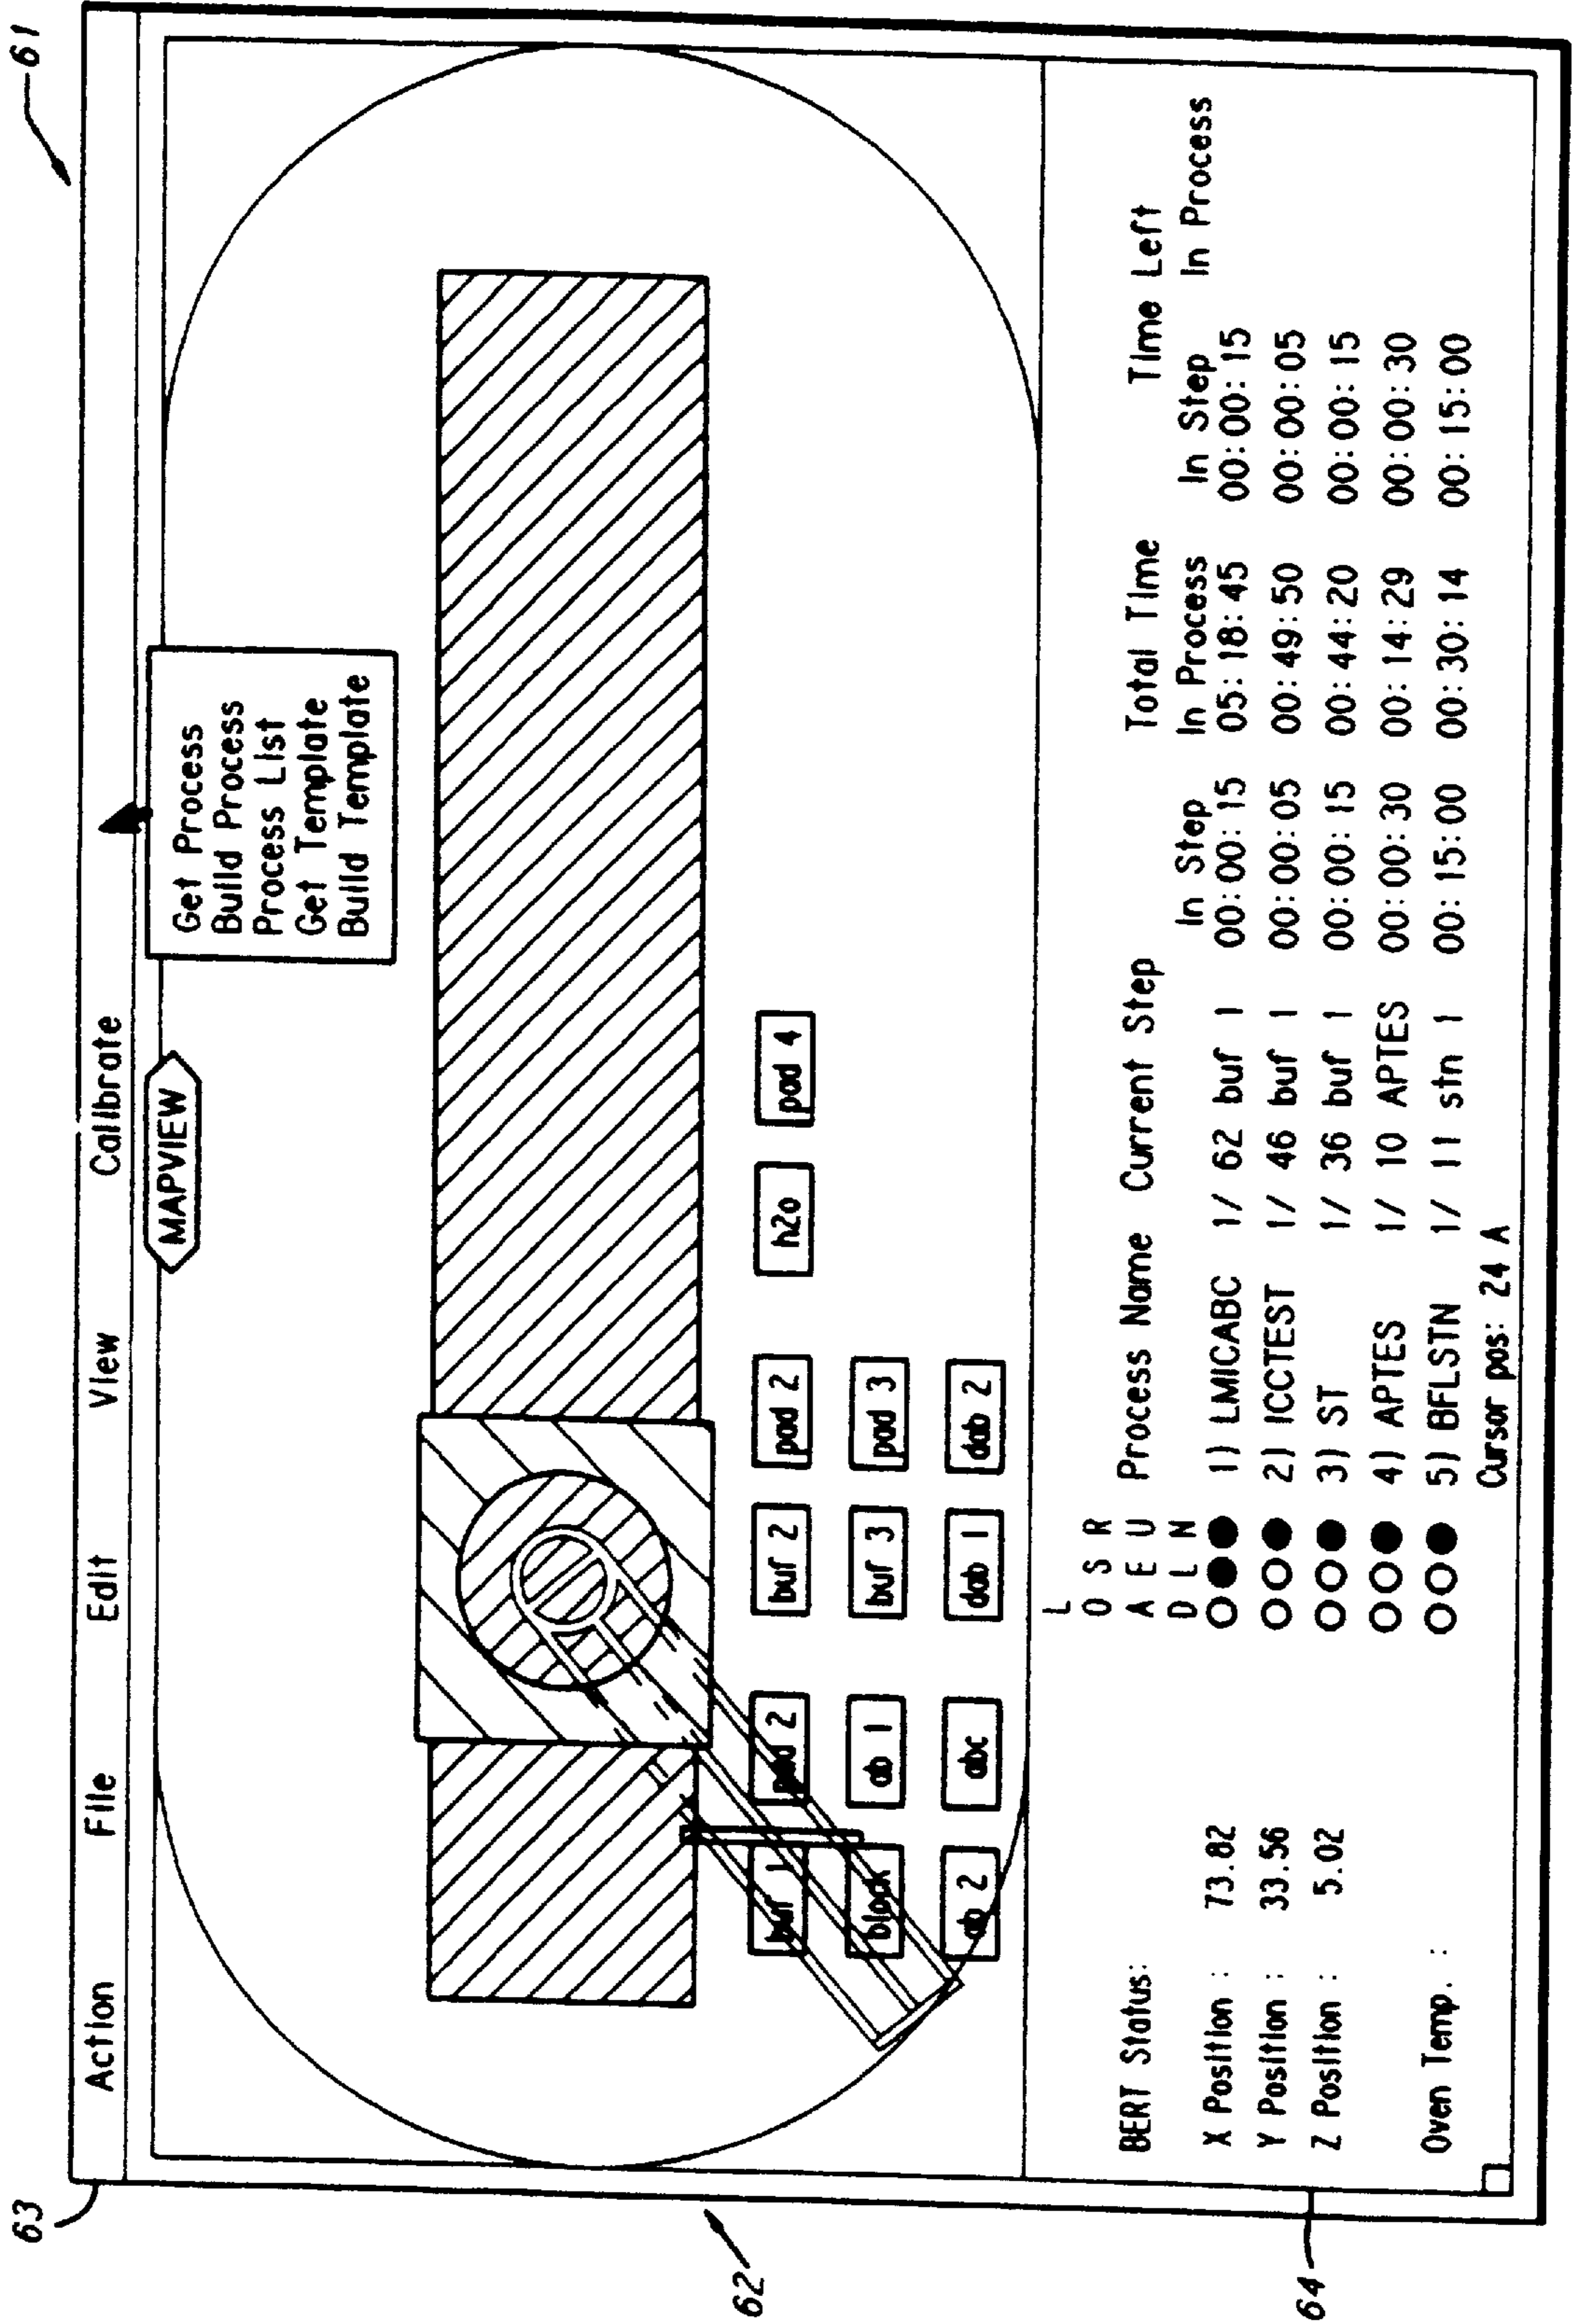 61
63
Action File Edit View Calibrate
MAPVIEW
Get Process
Build Process
Process List
Get Template
Build Template
62
buf 1 pad 2 buf 2 pad 2 h2o pad 4
block ab 1 buf 3 pad 3
ab 2 abc dab 1 dab 2
64
BERT Status:
X Position : 73.82
Y Position : 33.56
Z Position : 5.02
Oven Temp. :
L
O S R
A E U
D L N
Process Name Current Step Total Time Time Left
In Step In Process In Step In Process
1) LMICABC 1/ 62 buf 1 00:00:15 05:18:45 00:00:15
2) ICCTEST 1/ 46 buf 1 00:00:05 00:49:50 00:00:05
3) ST 1/ 36 buf 1 00:00:15 00:44:20 00:00:15
4) APTES 1/ 10 APTES 00:00:30 00:14:29 00:00:30
5) BFLSTN 1/ 11 stn 1 00:15:00 00:30:14 00:15:00
Cursor pos: 24 A